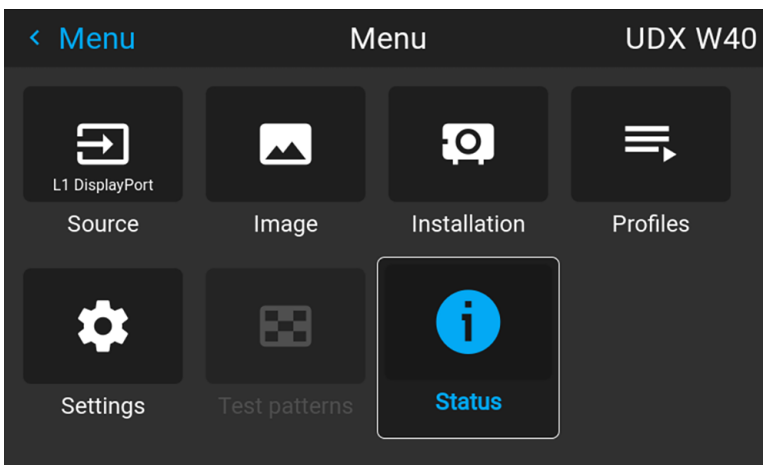 Menu
Menu
UDX W40
L1 DisplayPort
Source
Image
Installation
Profiles
Settings
Test patterns
Status